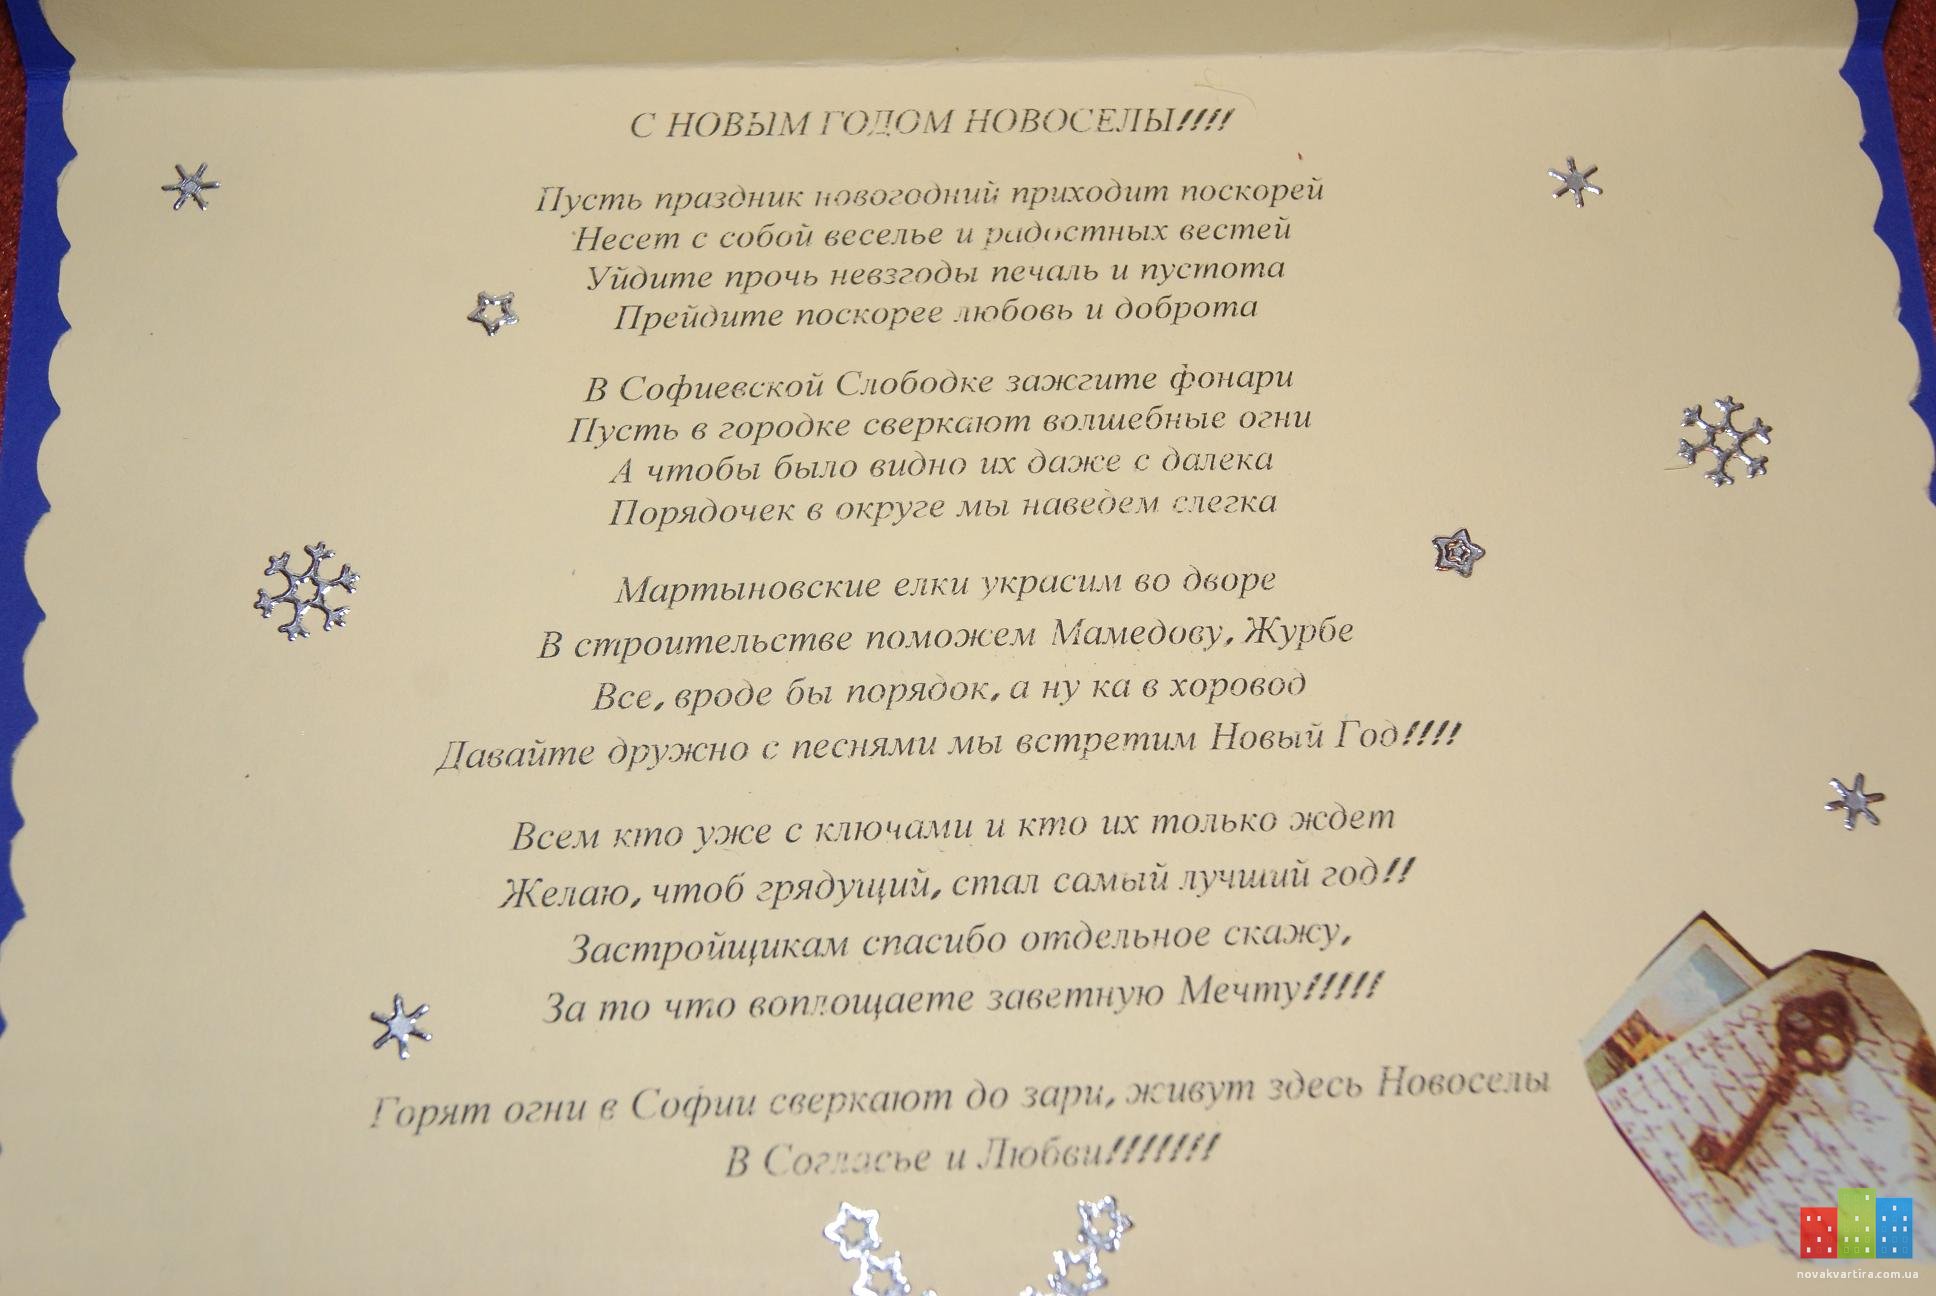 С НОВЫМ ГОДОМ НОВОСЕЛЫ!!!!
Пусть праздник новогодний приходит поскорей
Несет с собой веселье и радостных вестей
Уйдите прочь невзгоды печаль и пустота
Прейдите поскорее любовь и доброта
В Софиевской Слободке зажгите фонари
Пусть в городке сверкают волшебные огни
А чтобы было видно их даже с далека
Порядочек в округе мы наведем слегка
Мартыновские елки украсим во дворе
В строительстве поможем Мамедову, Журбе
Все, вроде бы порядок, а ну ка в хоровод
Давайте дружно с песнями мы встретим Новый Год!!!!
Всем кто уже с ключами и кто их только ждет
Желаю, чтоб грядущий, стал самый лучший год!!
Застройщикам спасибо отдельное скажу,
За то что воплощаете заветную Мечту!!!!!
Горят огни в Софии сверкают до зари, живут здесь Новоселы
В Согласье и Любви!!!!!!!
novakvartira.com.ua